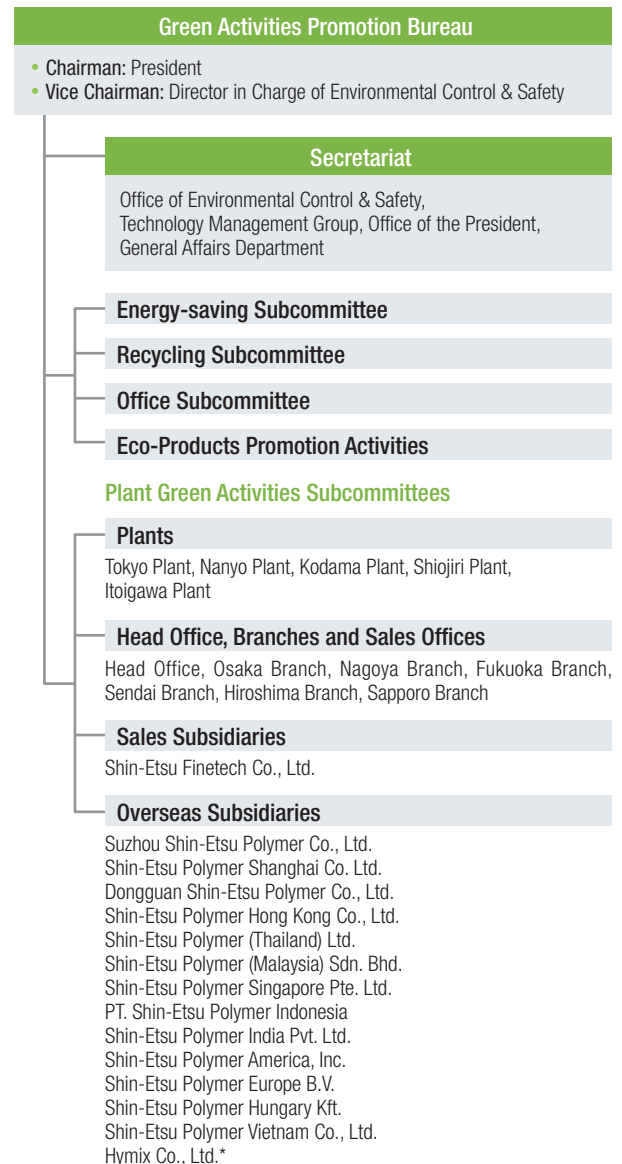 Green Activities Promotion Bureau
• Chairman: President
• Vice Chairman: Director in Charge of Environmental Control & Safety
Secretariat
Office of Environmental Control & Safety,
Technology Management Group, Office of the President,
General Affairs Department
Energy-saving Subcommittee
Recycling Subcommittee
Office Subcommittee
Eco-Products Promotion Activities
Plant Green Activities Subcommittees
Plants
Tokyo Plant, Nanyo Plant, Kodama Plant, Shiojiri Plant,
Itoigawa Plant
Head Office, Branches and Sales Offices
Head Office, Osaka Branch, Nagoya Branch, Fukuoka Branch,
Sendai Branch, Hiroshima Branch, Sapporo Branch
Sales Subsidiaries
Shin-Etsu Finetech Co., Ltd.
Overseas Subsidiaries
Suzhou Shin-Etsu Polymer Co., Ltd.
Shin-Etsu Polymer Shanghai Co. Ltd.
Dongguan Shin-Etsu Polymer Co., Ltd.
Shin-Etsu Polymer Hong Kong Co., Ltd.
Shin-Etsu Polymer (Thailand) Ltd.
Shin-Etsu Polymer (Malaysia) Sdn. Bhd.
Shin-Etsu Polymer Singapore Pte. Ltd.
PT. Shin-Etsu Polymer Indonesia
Shin-Etsu Polymer India Pvt. Ltd.
Shin-Etsu Polymer America, Inc.
Shin-Etsu Polymer Europe B.V.
Shin-Etsu Polymer Hungary Kft.
Shin-Etsu Polymer Vietnam Co., Ltd.
Hymix Co., Ltd.*